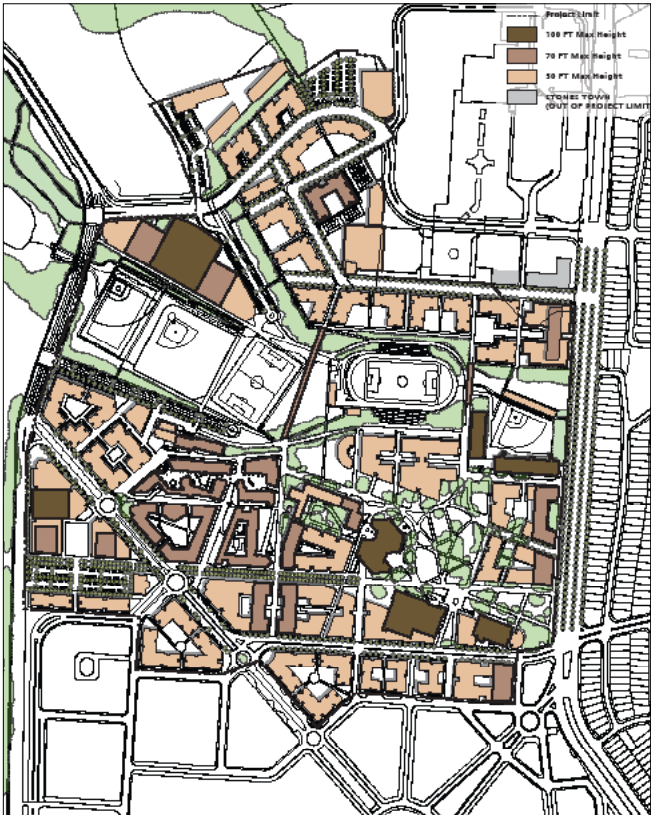 Project Limit
100 FT Max Height
70 FT Max Height
50 FT Max Height
STONES TOWN
(OUT OF PROJECT LIMIT